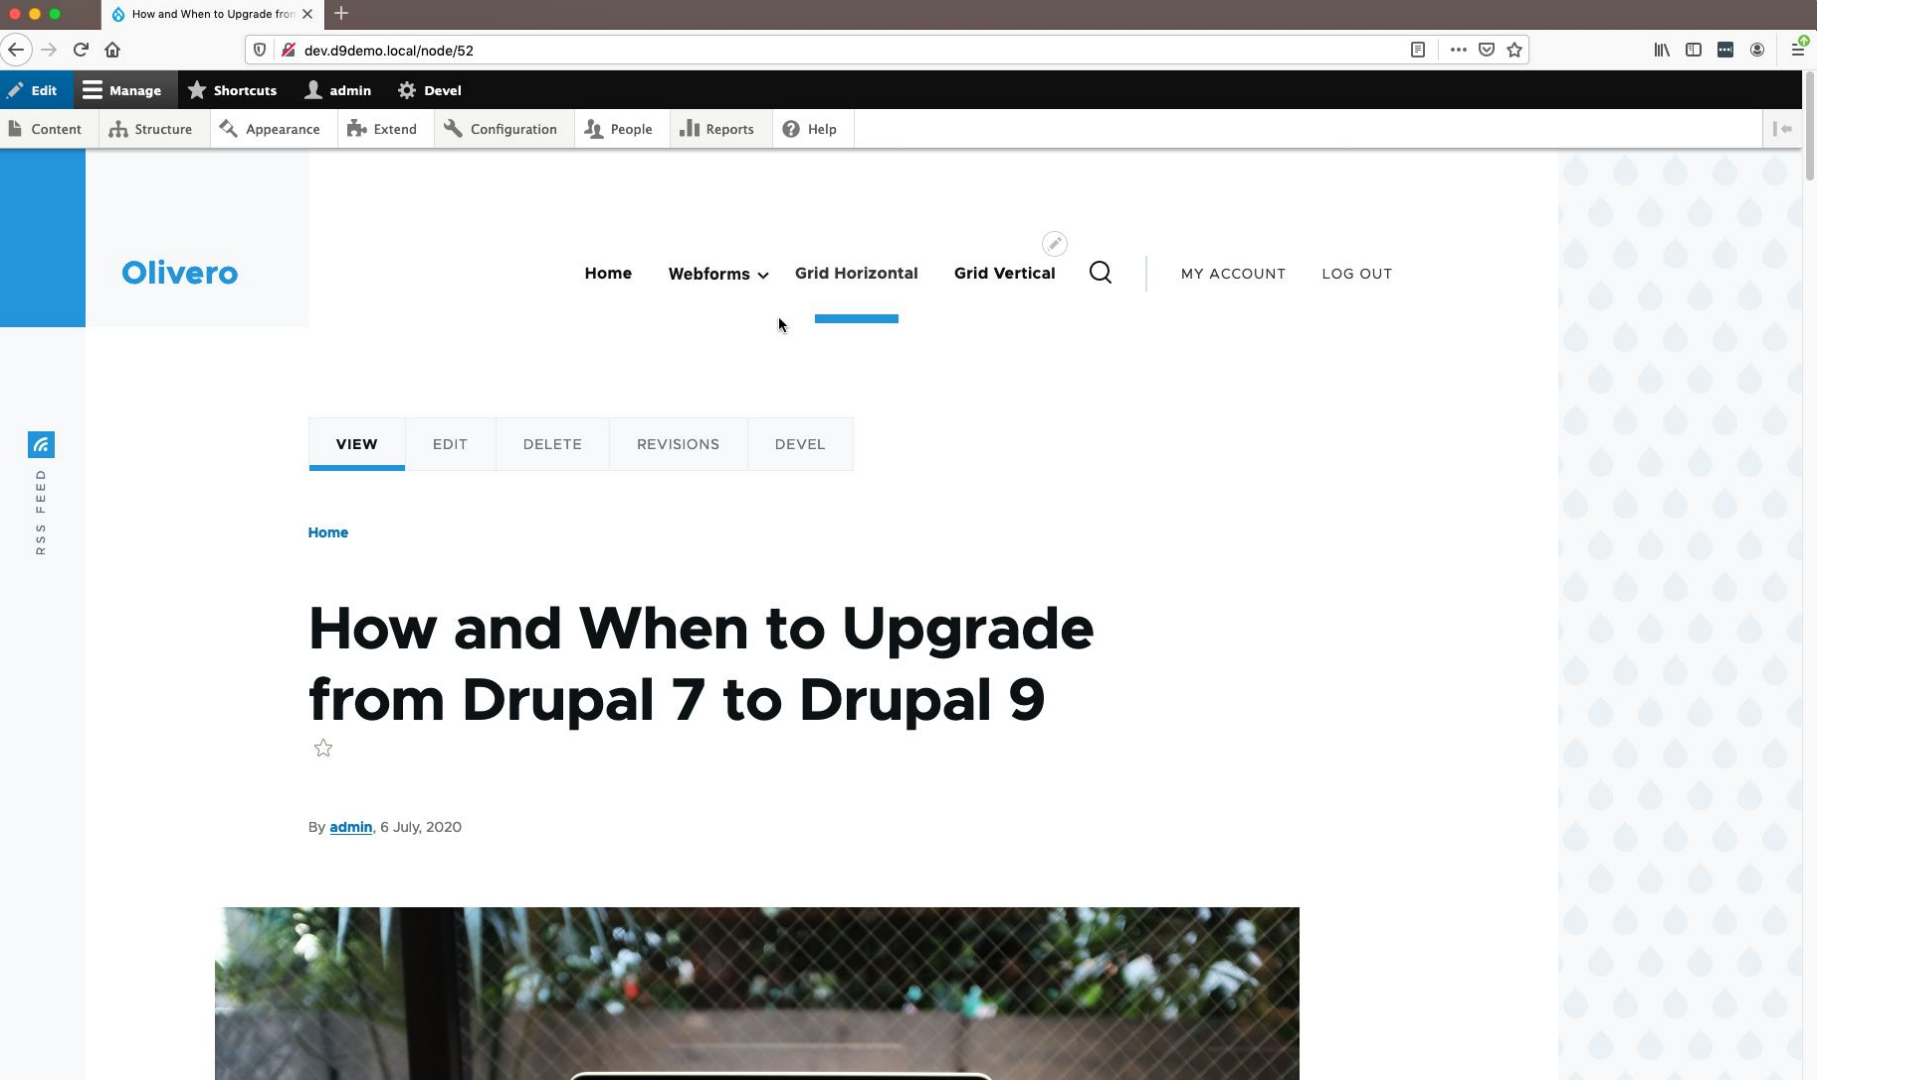 How and When to Upgrade fron
dev.d9demo.local/node/52
Edit Manage Shortcuts admin Devel
Content Structure Appearance Extend Configuration People Reports Help
Olivero
Home Webforms Grid Horizontal Grid Vertical MY ACCOUNT LOG OUT
VIEW EDIT DELETE REVISIONS DEVEL
RSS FEED
Home
How and When to Upgrade
from Drupal 7 to Drupal 9
By admin, 6 July, 2020